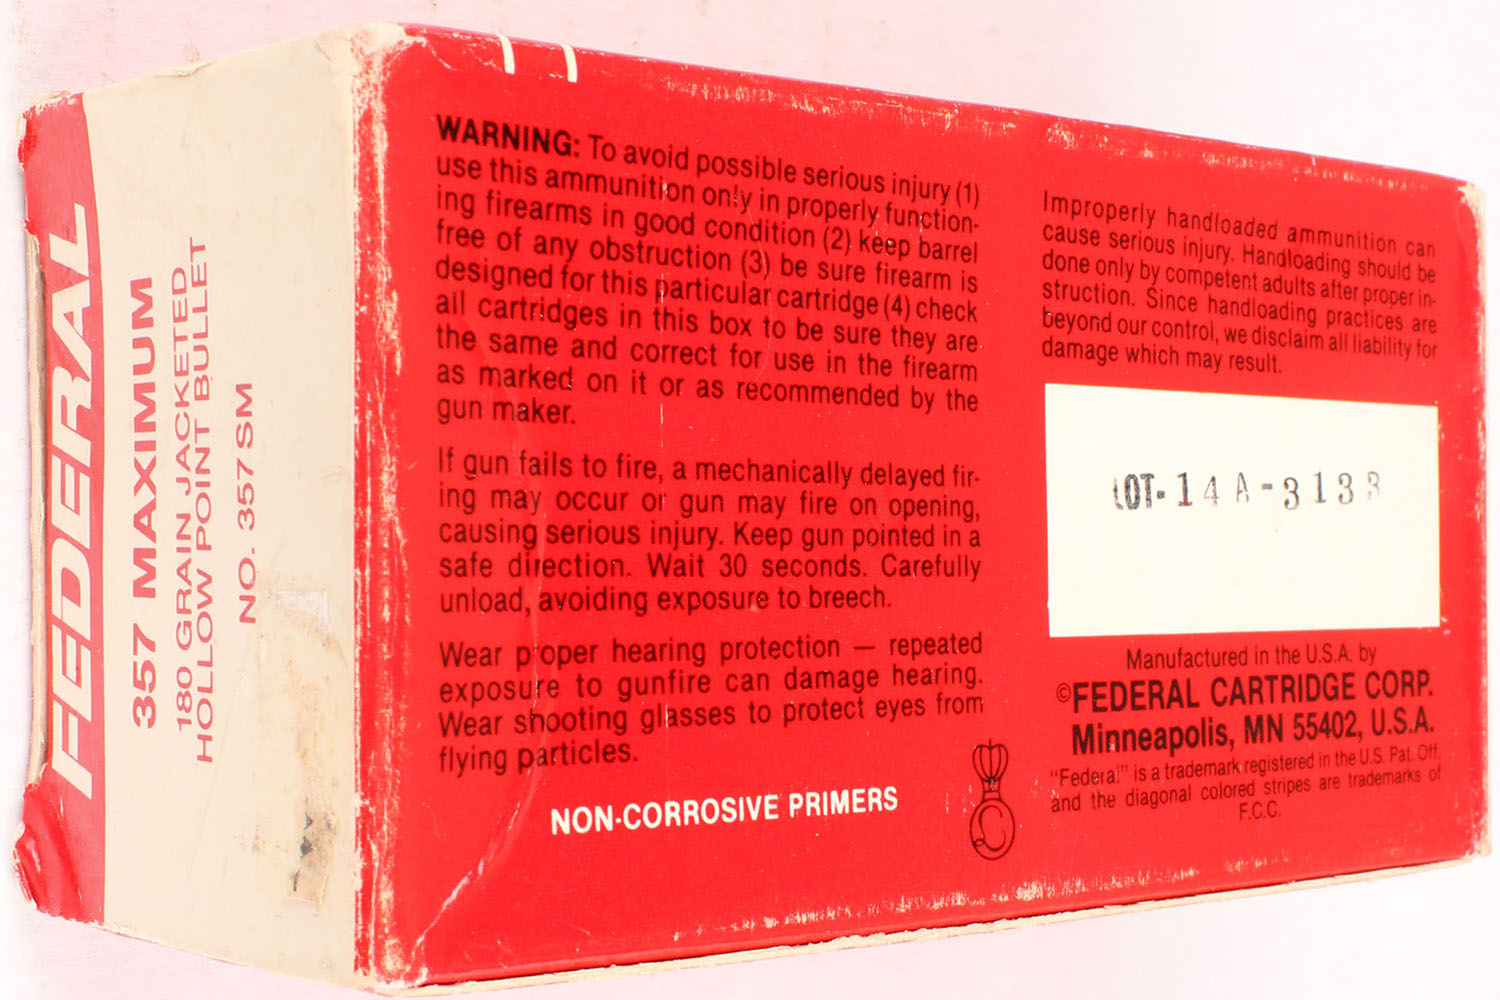 FEDERAL
357 MAXIMUM
180 GRAIN JACKETED
HOLLOW POINT BULLET
NO. 357 SM
WARNING: To avoid possible serious injury (1)
use this ammunition only in properly function-
ing firearms in good condition (2) keep barrel
free of any obstruction (3) be sure firearm is
designed for this particular cartridge (4) check
all cartridges in this box to be sure they are
the same and correct for use in the firearm
as marked on it or as recommended by the
gun maker.
If gun fails to fire, a mechanically delayed fir-
ing may occur or gun may fire on opening,
causing serious injury. Keep gun pointed in a
safe direction. Wait 30 seconds. Carefully
unload, avoiding exposure to breech.
Wear proper hearing protection — repeated
exposure to gunfire can damage hearing.
Wear shooting glasses to protect eyes from
flying particles.
NON-CORROSIVE PRIMERS
Improperly handloaded ammunition can
cause serious injury. Handloading should be
done only by competent adults after proper in-
struction. Since handloading practices are
beyond our control, we disclaim all liability for
damage which may result.
LOT-14A-3133
Manufactured in the U.S.A. by
©FEDERAL CARTRIDGE CORP.
Minneapolis, MN 55402, U.S.A.
"Federal" is a trademark registered in the U.S. Pat. Off.
and the diagonal colored stripes are trademarks of
F.C.C.